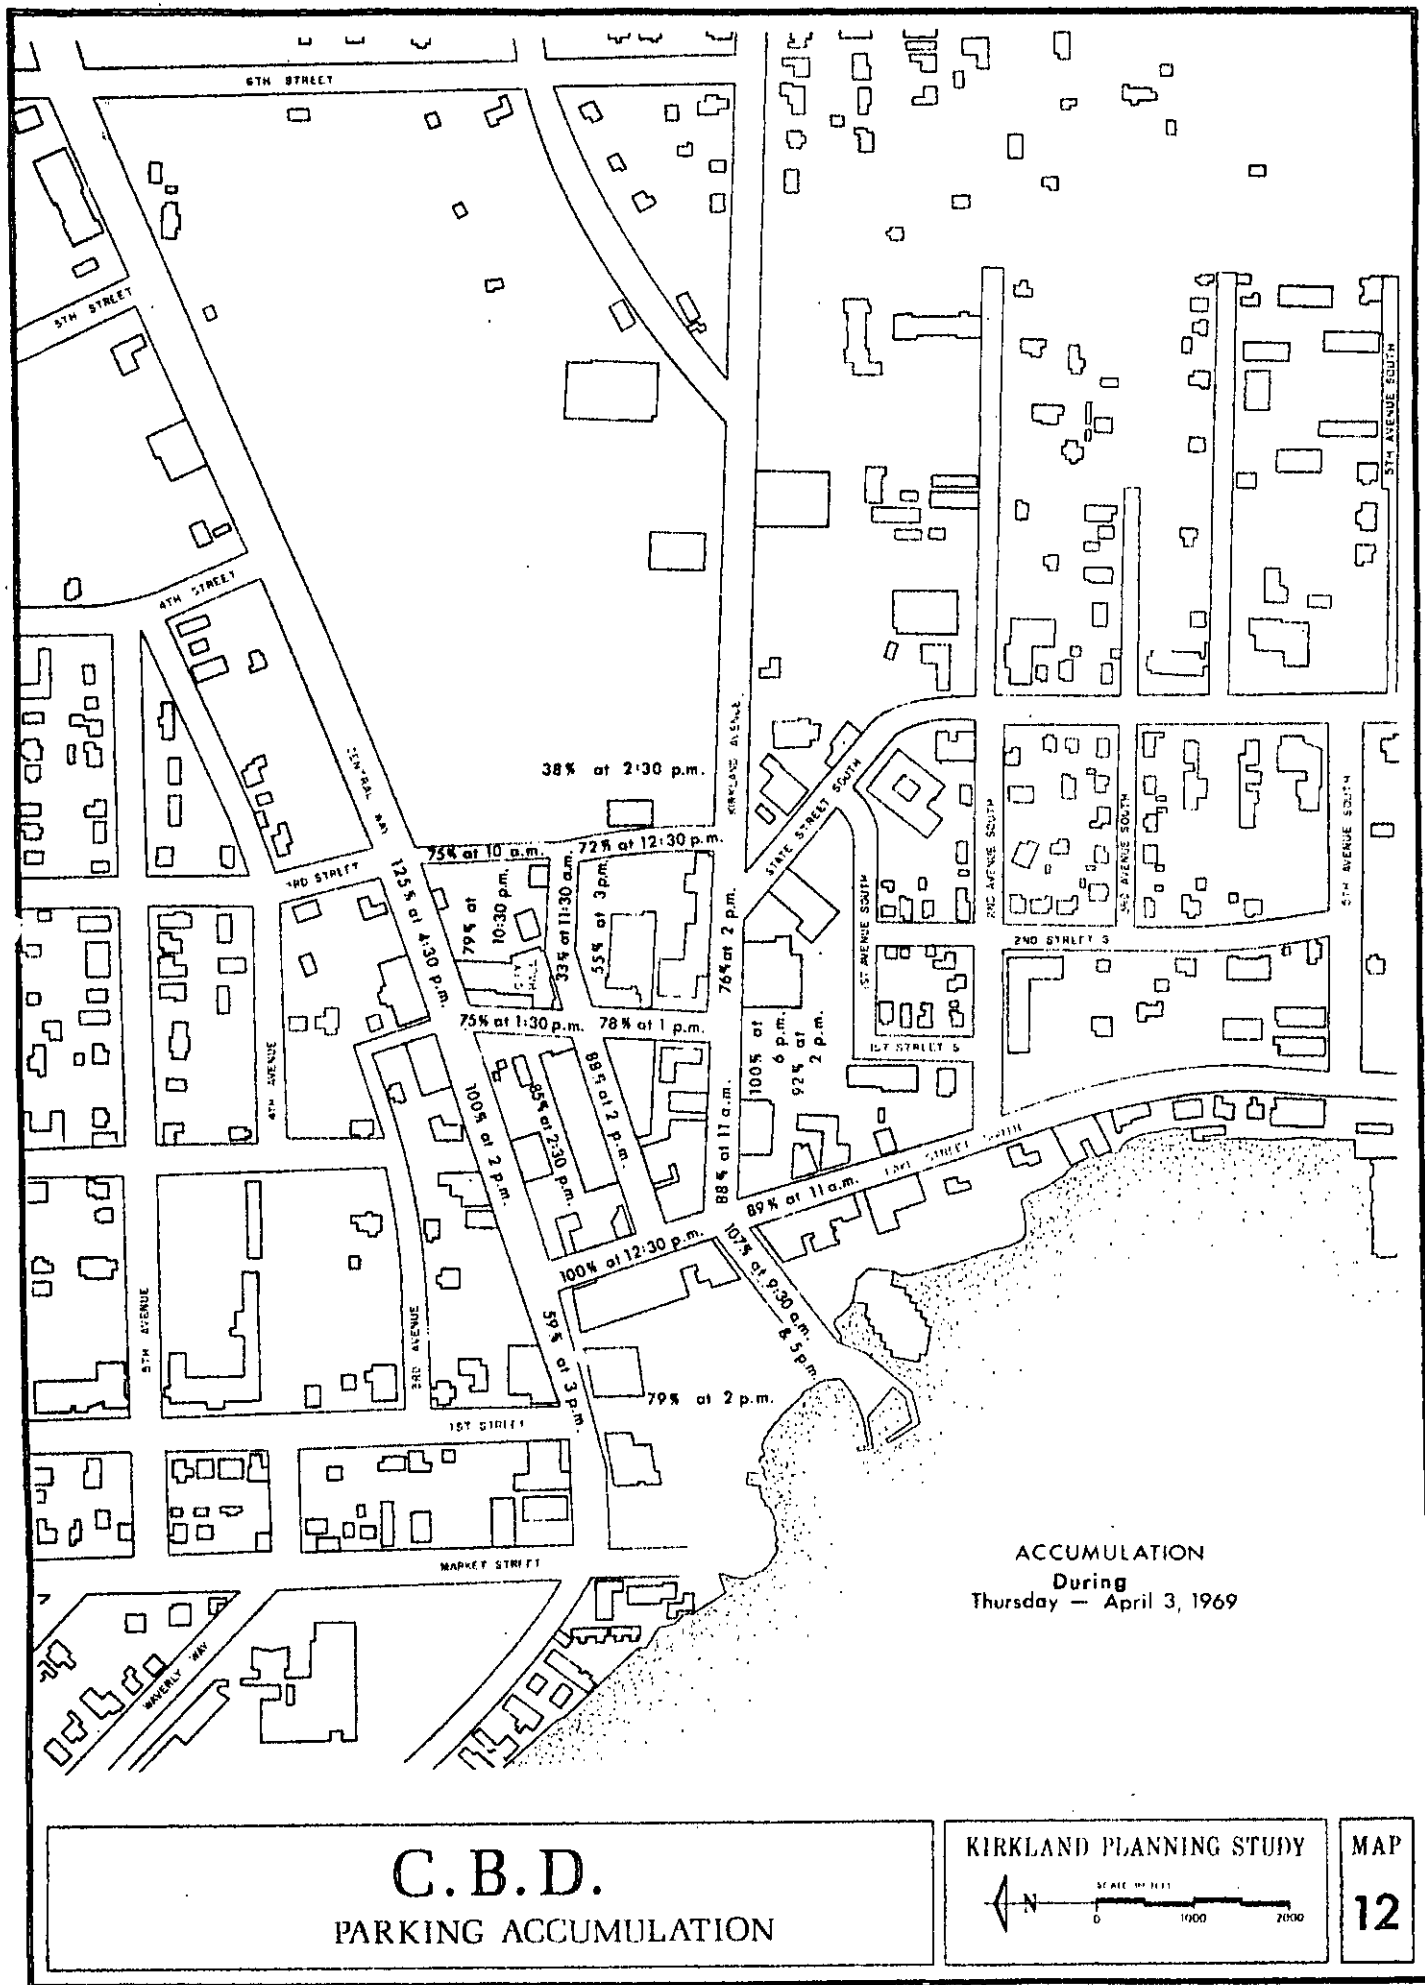 6TH STREET
5TH STREET
5TH AVENUE SOUTH
4TH STREET
CENTRAL WAY
KIRKLAND AVENUE
38% at 2:30 p.m.
STATE STREET SOUTH
2ND AVENUE SOUTH
3RD AVENUE SOUTH
5TH AVENUE SOUTH
3RD STREET
75% at 10 a.m.
72% at 12:30 p.m.
125% at 4:30 p.m.
79% at
10:30 p.m.
33% at 11:30 a.m.
55% at 3 p.m.
76% at 2 p.m.
1ST AVENUE SOUTH
2ND STREET S
CITY
HALL
75% at 1:30 p.m.
78% at 1 p.m.
100% at
6 p.m.
92% at
2 p.m.
1ST STREET S
4TH AVENUE
100% at 2 p.m.
85% at 2:30 p.m.
88% at 2 p.m.
88% at 11 a.m.
LAKE STREET SOUTH
89% at 11 a.m.
100% at 12:30 p.m.
107% at 9:30 a.m.
& 5 p.m.
5TH AVENUE
3RD AVENUE
59% at 3 p.m.
79% at 2 p.m.
1ST STREET
MARKET STREET
WAVERLY WAY
ACCUMULATION
During
Thursday — April 3, 1969
C.B.D.
PARKING ACCUMULATION
KIRKLAND PLANNING STUDY
N
SCALE IN FEET
0 1000 2000
MAP
12